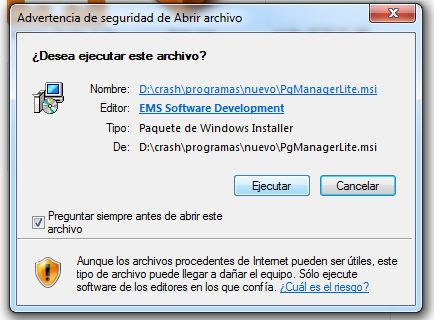 Advertencia de seguridad de Abrir archivo
¿Desea ejecutar este archivo?
Nombre: D:\crash\programas\nuevo\PgManagerLite.msi
Editor: EMS Software Development
Tipo: Paquete de Windows Installer
De: D:\crash\programas\nuevo\PgManagerLite.msi
Ejecutar Cancelar
Preguntar siempre antes de abrir este
archivo
Aunque los archivos procedentes de Internet pueden ser útiles, este
tipo de archivo puede llegar a dañar el equipo. Sólo ejecute
software de los editores en los que confía. ¿Cuál es el riesgo?